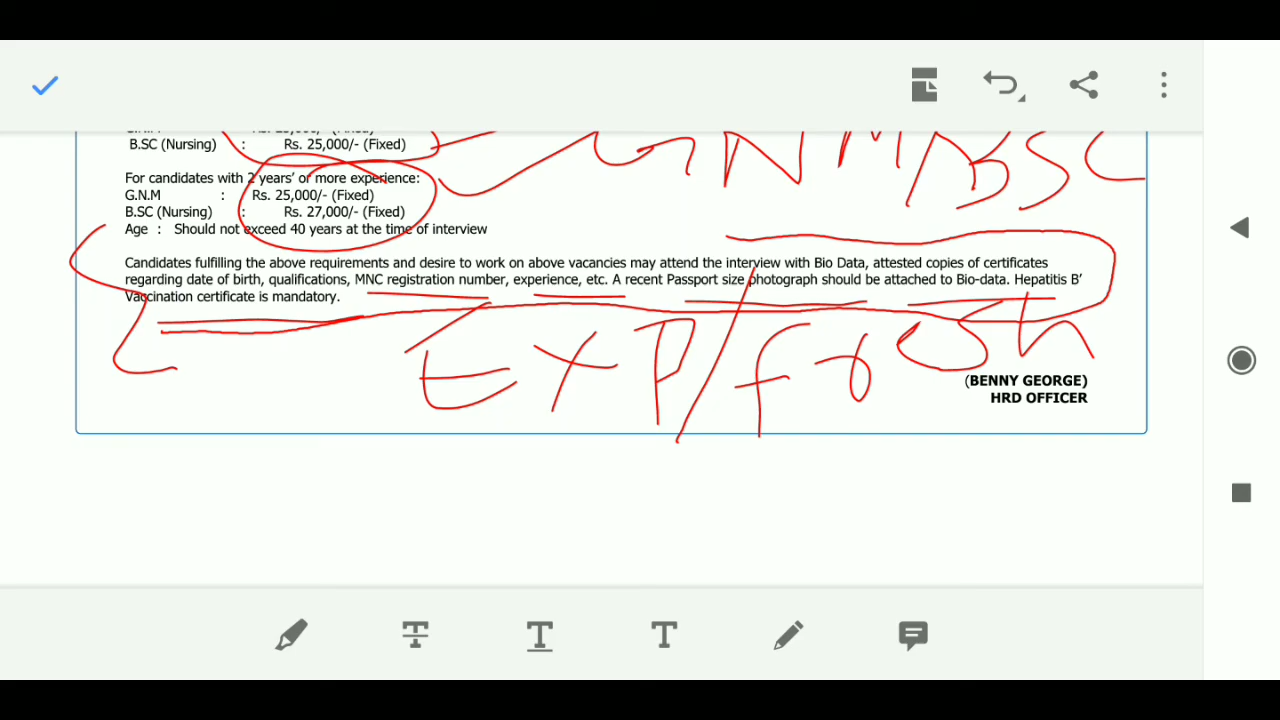 B.SC (Nursing) : Rs. 25,000/- (Fixed)
GNM/BSC
For candidates with 2 years' or more experience:
G.N.M : Rs. 25,000/- (Fixed)
B.SC (Nursing) : Rs. 27,000/- (Fixed)
Age : Should not exceed 40 years at the time of interview
Candidates fulfilling the above requirements and desire to work on above vacancies may attend the interview with Bio Data, attested copies of certificates
regarding date of birth, qualifications, MNC registration number, experience, etc. A recent Passport size photograph should be attached to Bio-data. Hepatitis B'
Vaccination certificate is mandatory.
EXP/
(BENNY GEORGE)
HRD OFFICER